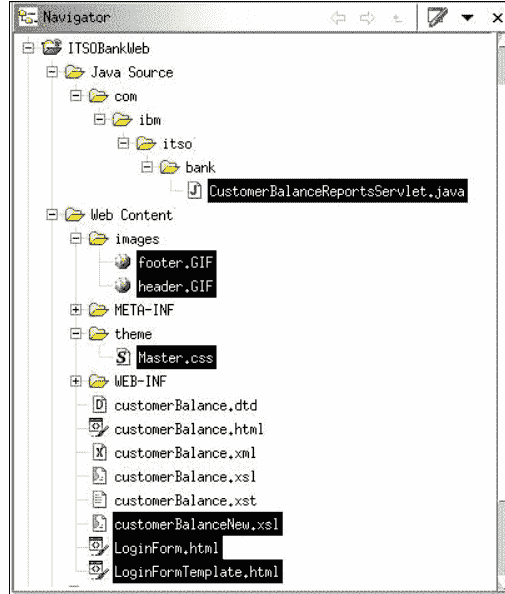 Navigator
ITSOBankWeb
Java Source
com
ibm
itso
bank
CustomerBalanceReportsServlet.java
Web Content
images
footer.GIF
header.GIF
META-INF
theme
Master.css
WEB-INF
customerBalance.dtd
customerBalance.html
customerBalance.xml
customerBalance.xsl
customerBalance.xst
customerBalanceNew.xsl
LoginForm.html
LoginFormTemplate.html